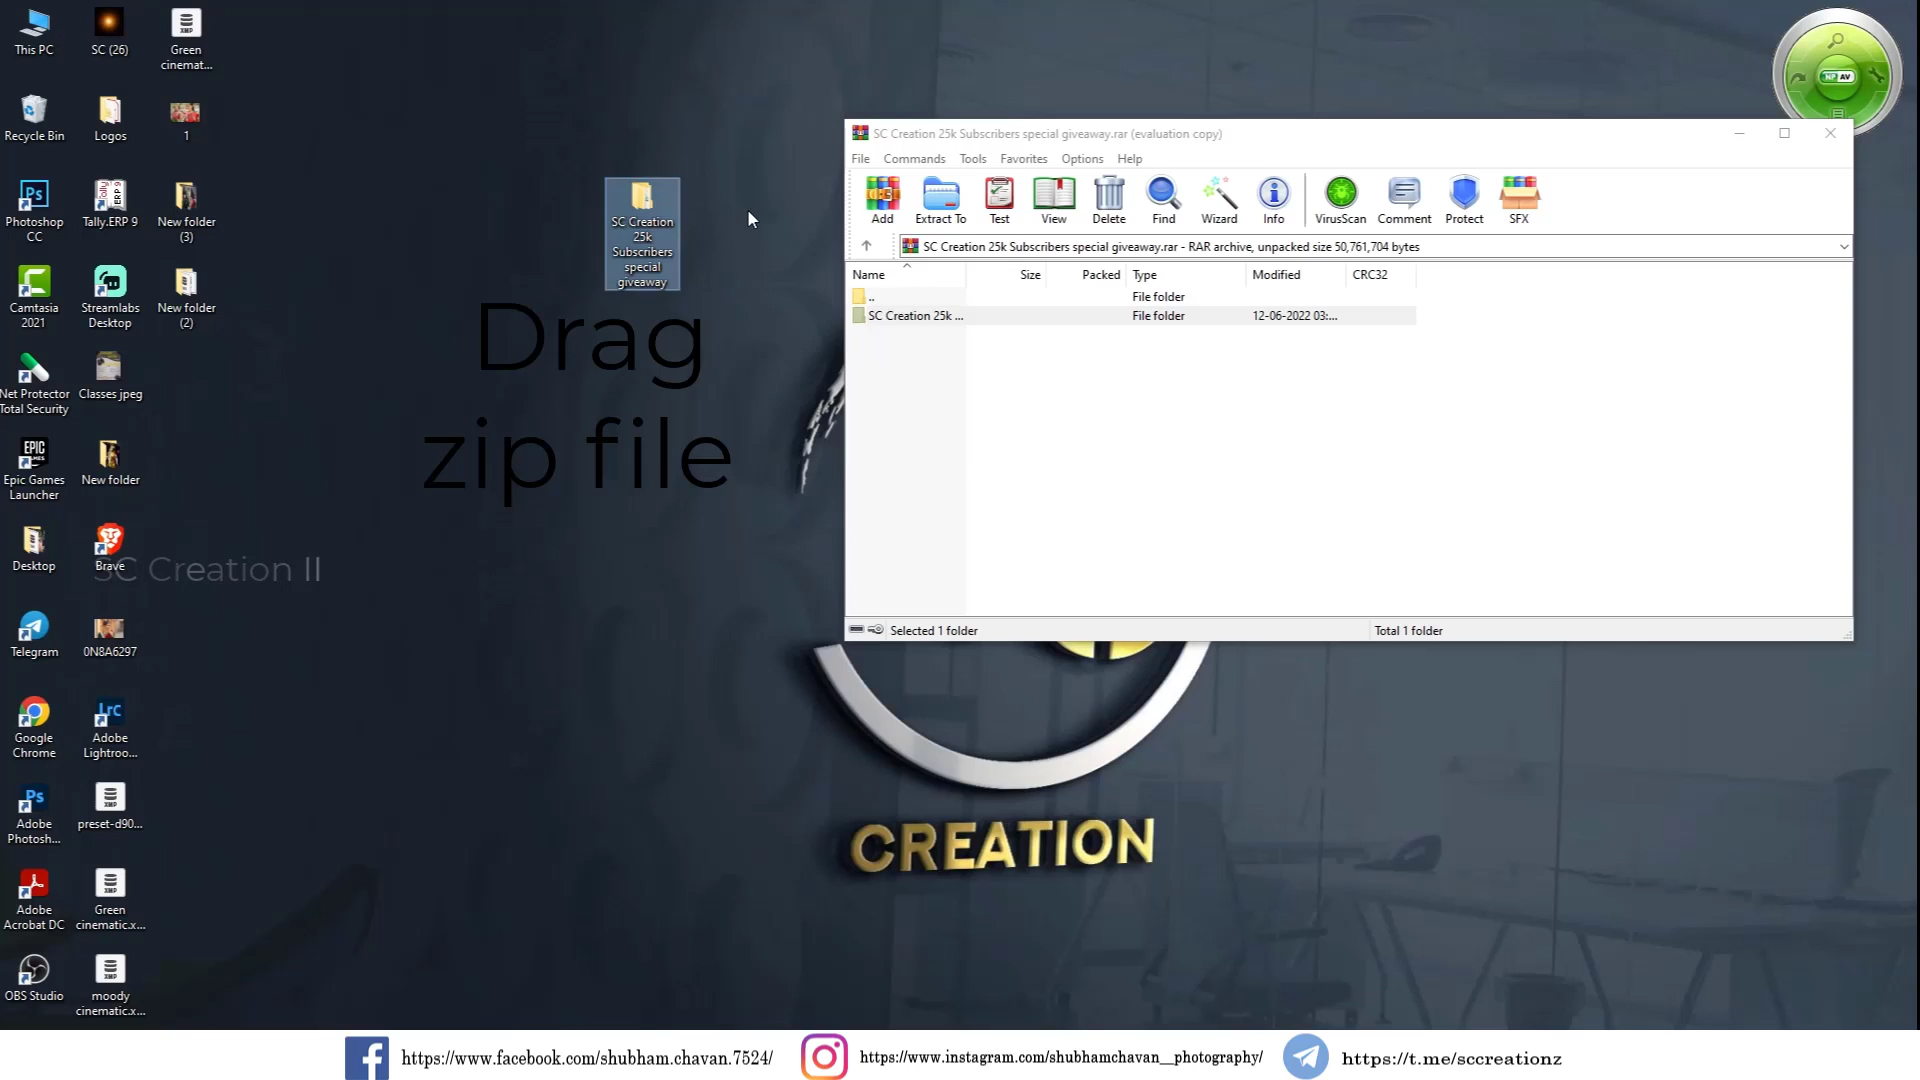 This PC
SC (26)
Green
cinemat...
Recycle Bin
Logos
1
Photoshop
CC
Tally.ERP 9
New folder
(3)
Camtasia
2021
Streamlabs
Desktop
New folder
(2)
Net Protector
Total Security
Classes jpeg
Epic Games
Launcher
New folder
Desktop
Brave
Telegram
0N8A6297
Google
Chrome
Adobe
Lightroo...
Adobe
Photosh...
preset-d90...
Adobe
Acrobat DC
Green
cinematic.x...
OBS Studio
moody
cinematic.x...
SC Creation
25k
Subscribers
special
giveaway
Drag
zip file
SC Creation II
NP AV
SC Creation 25k Subscribers special giveaway.rar (evaluation copy)
File Commands Tools Favorites Options Help
Add Extract To Test View Delete Find Wizard Info VirusScan Comment Protect SFX
SC Creation 25k Subscribers special giveaway.rar - RAR archive, unpacked size 50,761,704 bytes
Name Size Packed Type Modified CRC32
.. File folder
SC Creation 25k ... File folder 12-06-2022 03:...
Selected 1 folder Total 1 folder
CREATION
https://www.facebook.com/shubham.chavan.7524/
https://www.instagram.com/shubhamchavan__photography/
https://t.me/sccreationz